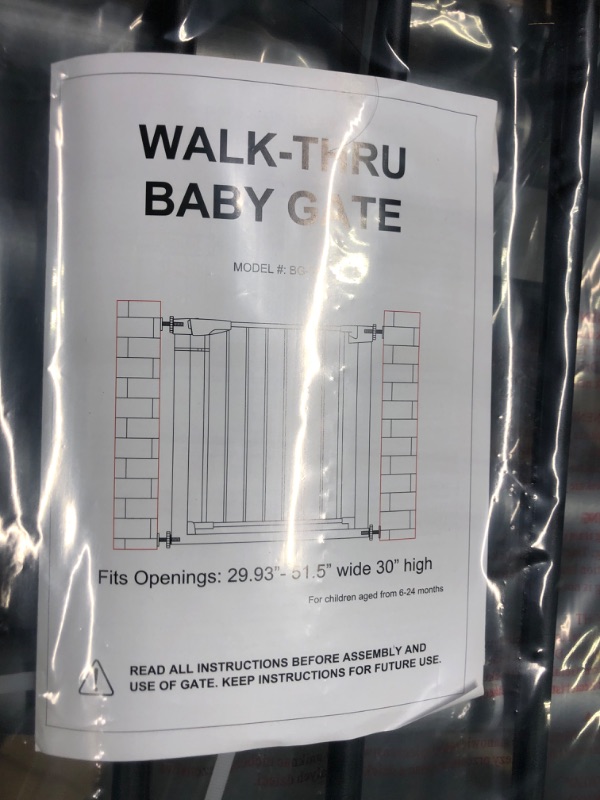 WALK-THRU
BABY GATE
MODEL #: BG-
Fits Openings: 29.93"- 51.5" wide 30" high
For children aged from 6-24 months
READ ALL INSTRUCTIONS BEFORE ASSEMBLY AND
USE OF GATE. KEEP INSTRUCTIONS FOR FUTURE USE.